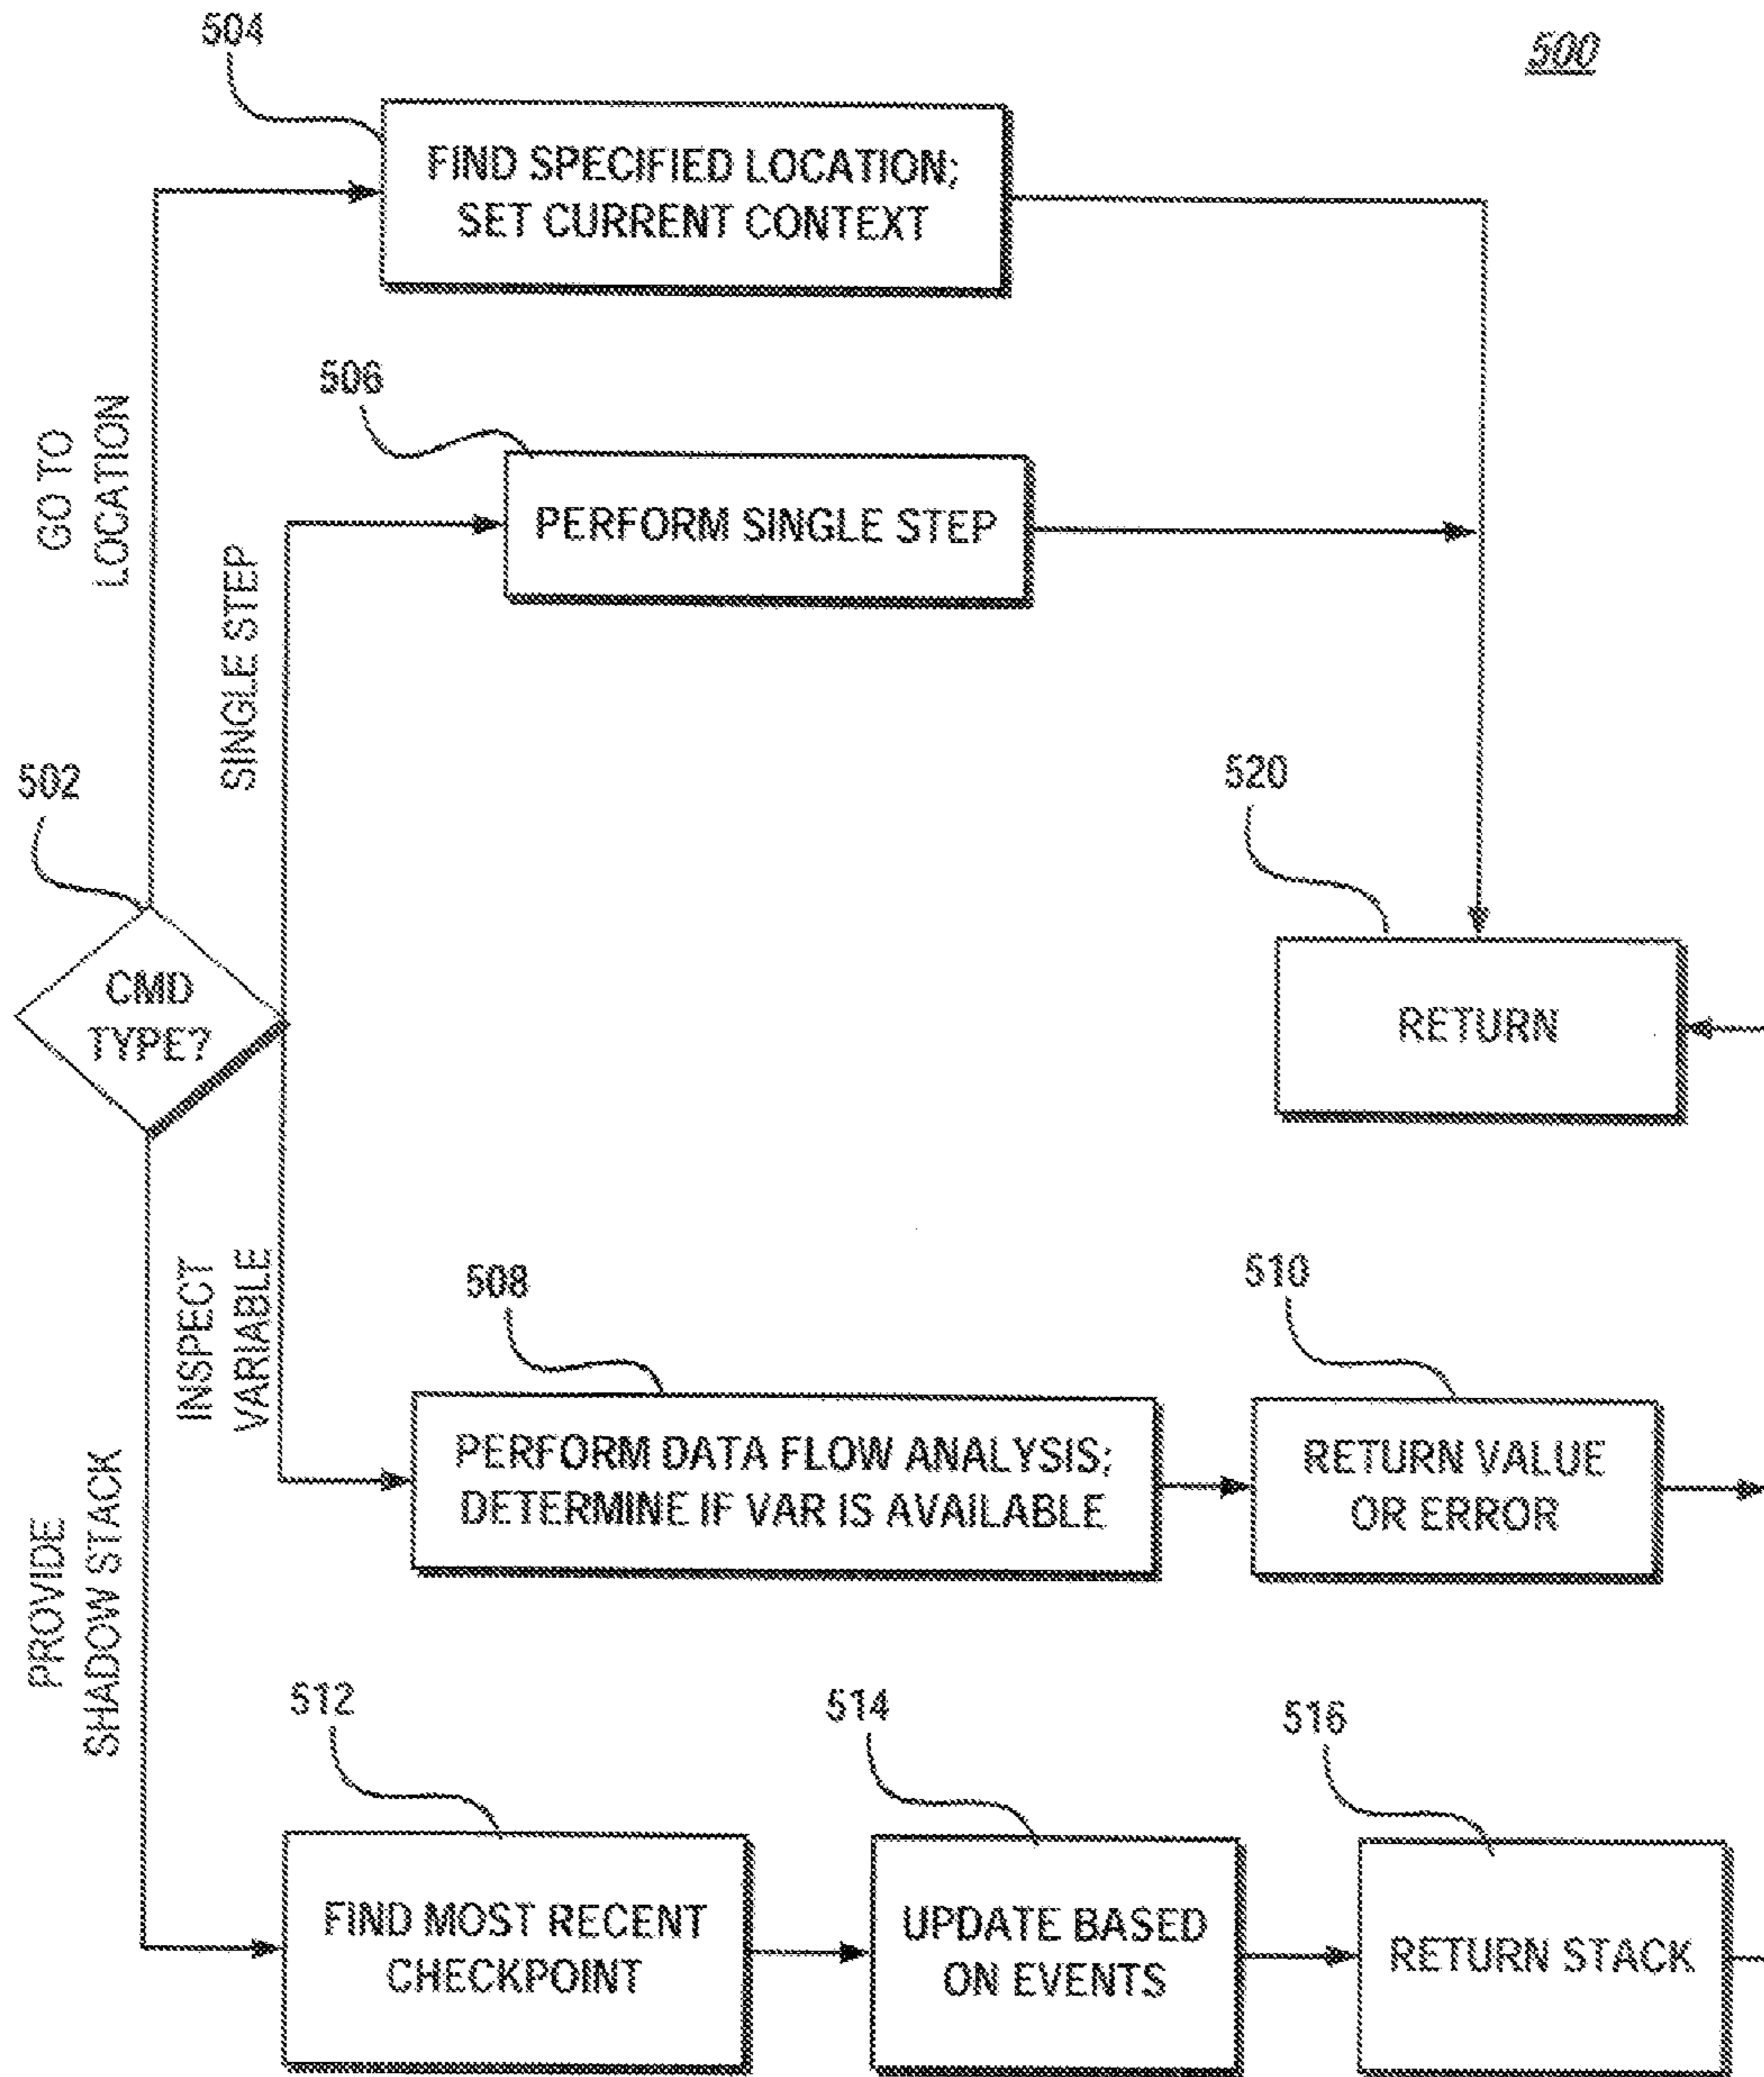 500
504
FIND SPECIFIED LOCATION;
SET CURRENT CONTEXT
GO TO
LOCATION
506
PERFORM SINGLE STEP
SINGLE STEP
502
CMD
TYPE?
520
RETURN
INSPECT
VARIABLE
508
PERFORM DATA FLOW ANALYSIS;
DETERMINE IF VAR IS AVAILABLE
510
RETURN VALUE
OR ERROR
PROVIDE
SHADOW STACK
512
FIND MOST RECENT
CHECKPOINT
514
UPDATE BASED
ON EVENTS
516
RETURN STACK